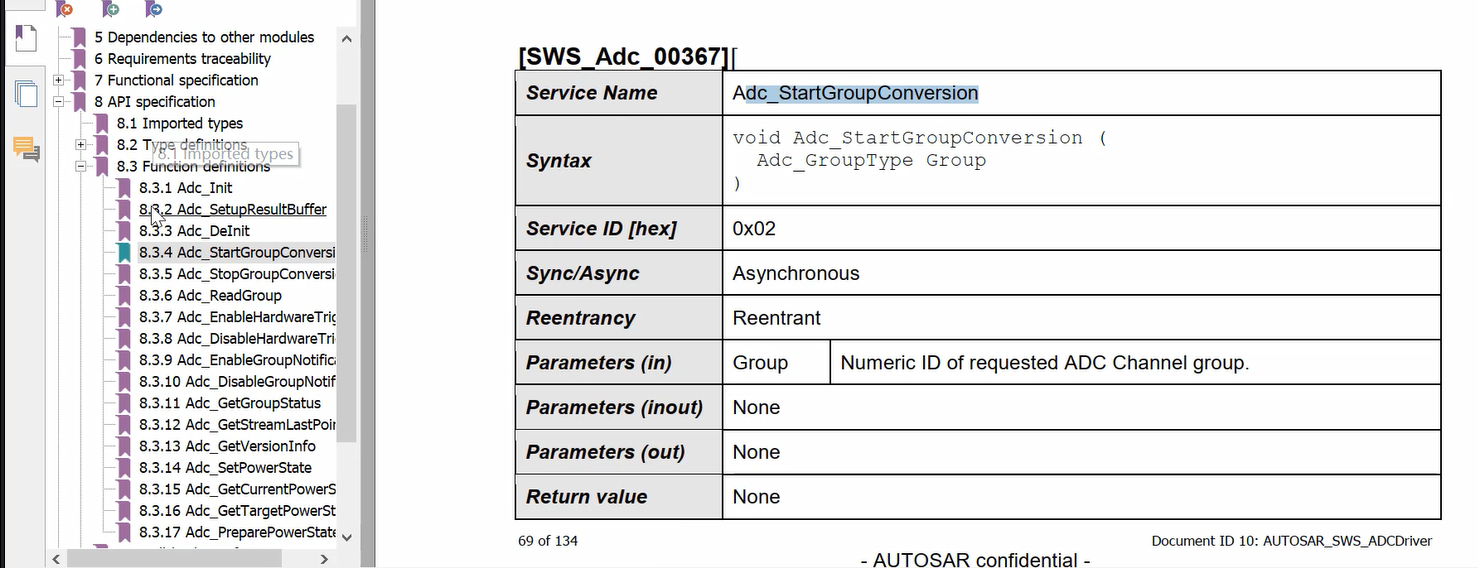 5 Dependencies to other modules
6 Requirements traceability
7 Functional specification
8 API specification
8.1 Imported types
8.2 Type definitions
8.1 Imported types
8.3 Function definitions
8.3.1 Adc_Init
8.3.2 Adc_SetupResultBuffer
8.3.3 Adc_DeInit
8.3.4 Adc_StartGroupConversi
8.3.5 Adc_StopGroupConversi
8.3.6 Adc_ReadGroup
8.3.7 Adc_EnableHardwareTrig
8.3.8 Adc_DisableHardwareTri
8.3.9 Adc_EnableGroupNotifica
8.3.10 Adc_DisableGroupNotif
8.3.11 Adc_GetGroupStatus
8.3.12 Adc_GetStreamLastPoin
8.3.13 Adc_GetVersionInfo
8.3.14 Adc_SetPowerState
8.3.15 Adc_GetCurrentPowerS
8.3.16 Adc_GetTargetPowerSt
8.3.17 Adc_PreparePowerState
[SWS_Adc_00367]⌈
Service Name Adc_StartGroupConversion
Syntax
void Adc_StartGroupConversion (
Adc_GroupType Group
)
Service ID [hex] 0x02
Sync/Async Asynchronous
Reentrancy Reentrant
Parameters (in) Group Numeric ID of requested ADC Channel group.
Parameters (inout) None
Parameters (out) None
Return value None
69 of 134 Document ID 10: AUTOSAR_SWS_ADCDriver
- AUTOSAR confidential -